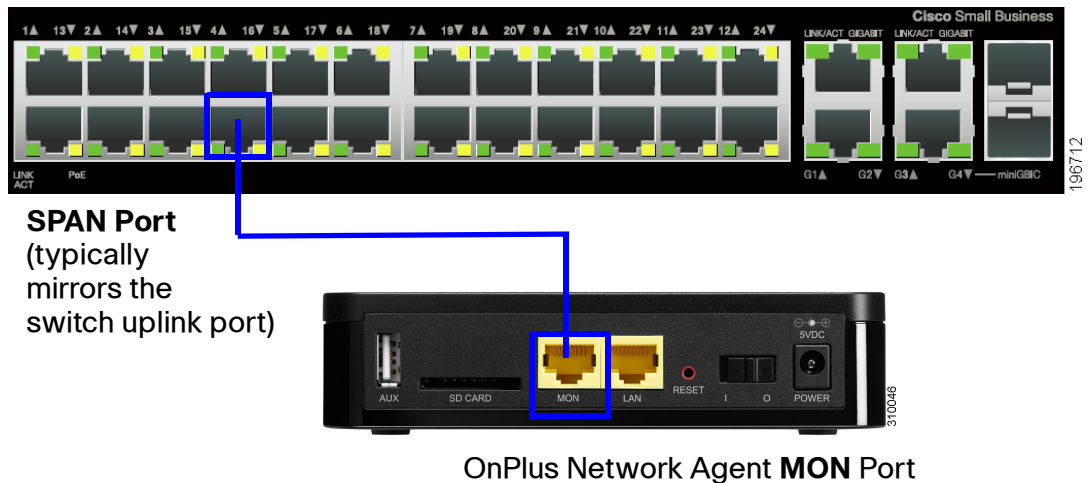 Cisco Small Business
1▲ 13▼ 2▲ 14▼ 3▲ 15▼ 4▲ 16▼ 5▲ 17▼ 6▲ 18▼ 7▲ 19▼ 8▲ 20▼ 9▲ 21▼ 10▲ 22▼ 11▲ 23▼ 12▲ 24▼
LINK/ACT GIGABIT LINK/ACT GIGABIT
LINK
ACT
PoE
G1▲ G2▼ G3▲ G4▼ miniGBIC
196712
SPAN Port
(typically
mirrors the
switch uplink port)
5VDC
AUX SD CARD MON LAN RESET I O POWER
310046
OnPlus Network Agent MON Port